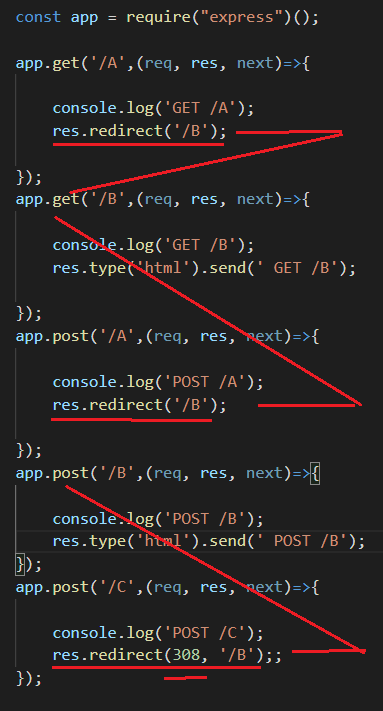 const app = require("express")();
app.get('/A',(req, res, next)=>{
console.log('GET /A');
res.redirect('/B');
});
app.get('/B',(req, res, next)=>{
console.log('GET /B');
res.type('html').send(' GET /B');
});
app.post('/A',(req, res, next)=>{
console.log('POST /A');
res.redirect('/B');
});
app.post('/B',(req, res, next)=>{
console.log('POST /B');
res.type('html').send(' POST /B');
});
app.post('/C',(req, res, next)=>{
console.log('POST /C');
res.redirect(308, '/B');;
});